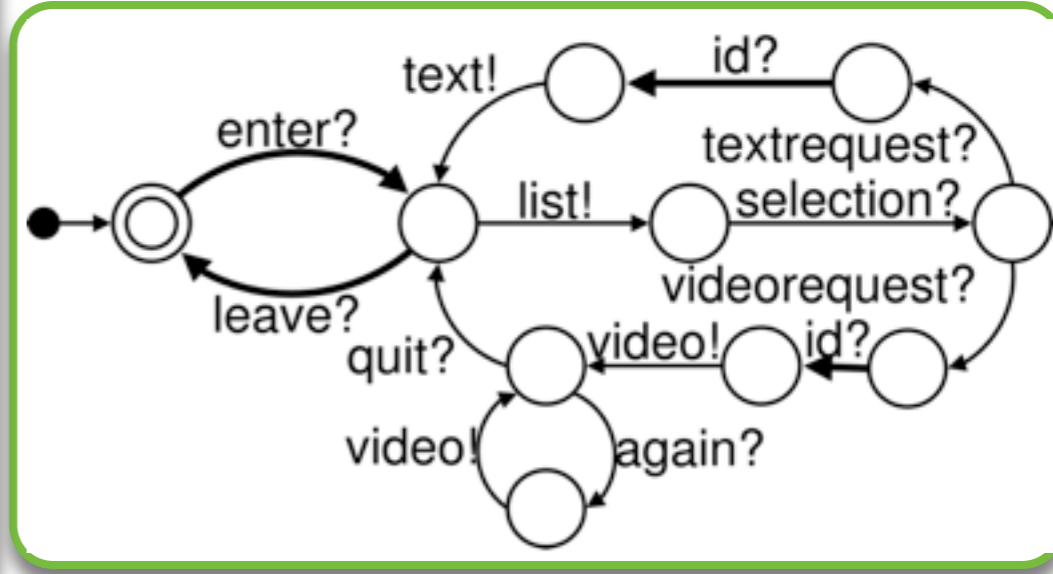 text!
id?
enter?
textrequest?
list!
selection?
videorequest?
leave?
quit?
video!
id?
video!
again?